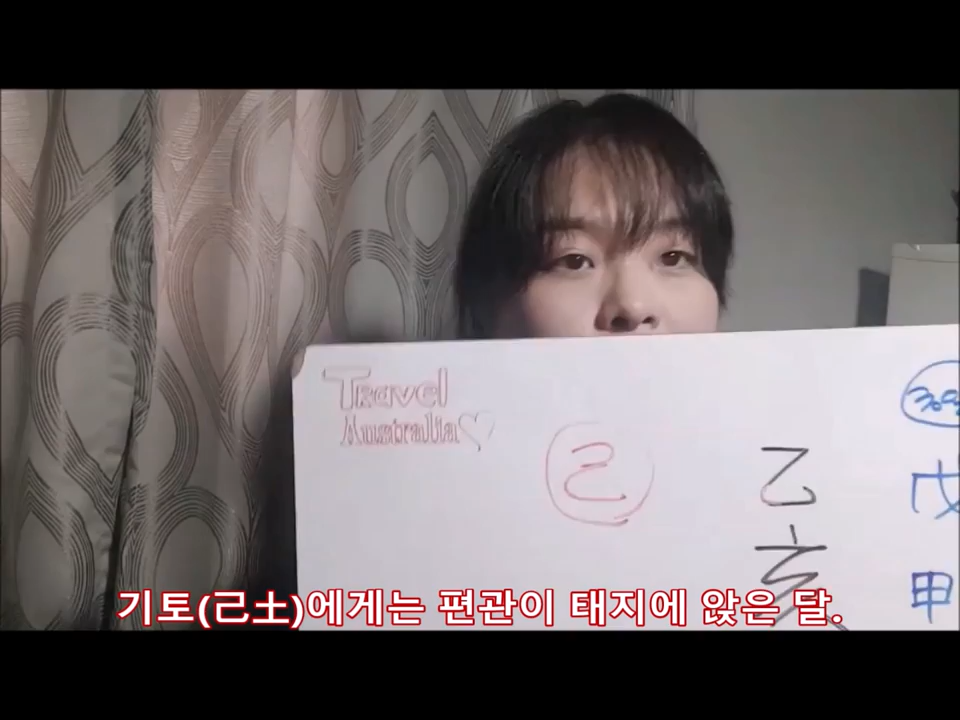 Travel
Australia♡
己
乙
戊
甲
기토(己土)에게는 편관이 태지에 앉은 달.